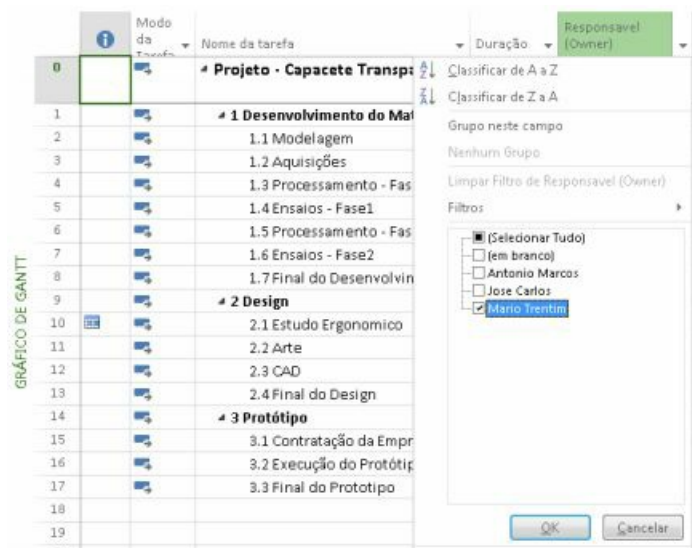 Modo
da
Tarefa
Nome da tarefa
Duração
Responsavel
(Owner)
0 Projeto - Capacete Transpa
1 1 Desenvolvimento do Mat
2 1.1 Modelagem
3 1.2 Aquisições
4 1.3 Processamento - Fas
5 1.4 Ensaios - Fase1
6 1.5 Processamento - Fas
7 1.6 Ensaios - Fase2
8 1.7 Final do Desenvolvin
9 2 Design
10 2.1 Estudo Ergonomico
11 2.2 Arte
12 2.3 CAD
13 2.4 Final do Design
14 3 Protótipo
15 3.1 Contratação da Empr
16 3.2 Execução do Protótip
17 3.3 Final do Prototipo
18
19
GRÁFICO DE GANTT
Classificar de A a Z
Classificar de Z a A
Grupo neste campo
Nenhum Grupo
Limpar Filtro de Responsavel (Owner)
Filtros
(Selecionar Tudo)
(em branco)
Antonio Marcos
Jose Carlos
Mario Trentim
OK
Cancelar